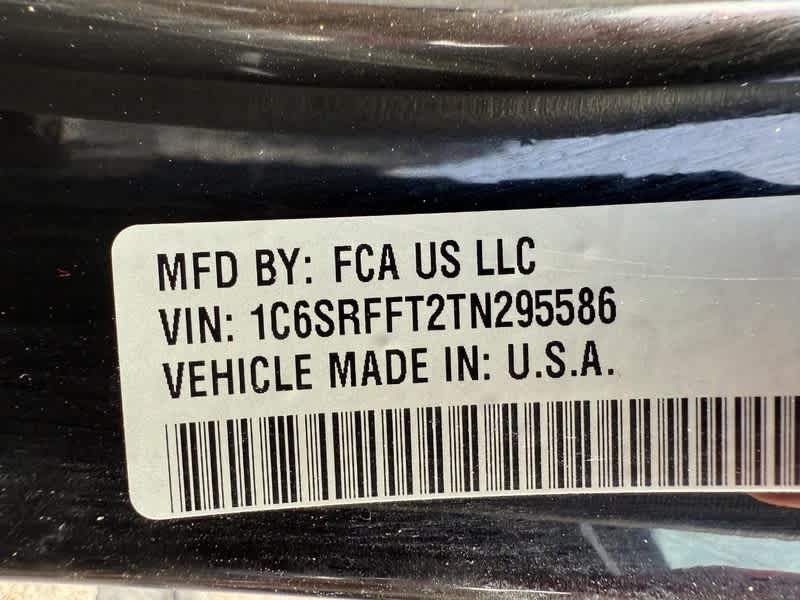 MFD BY: FCA US LLC
VIN: 1C6SRFFT2TN295586
VEHICLE MADE IN: U.S.A.